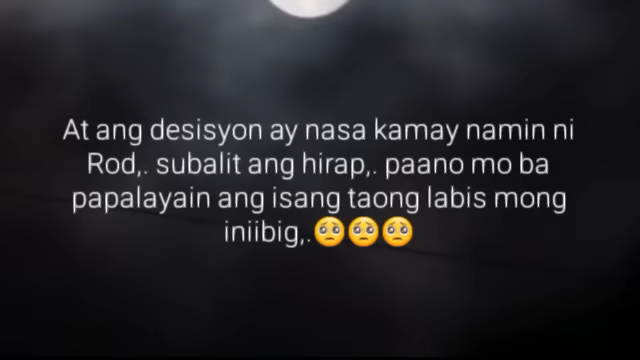 At ang desisyon ay nasa kamay namin ni
Rod,. subalit ang hirap,. paano mo ba
papalayain ang isang taong labis mong
iniibig,.🥺🥺🥺